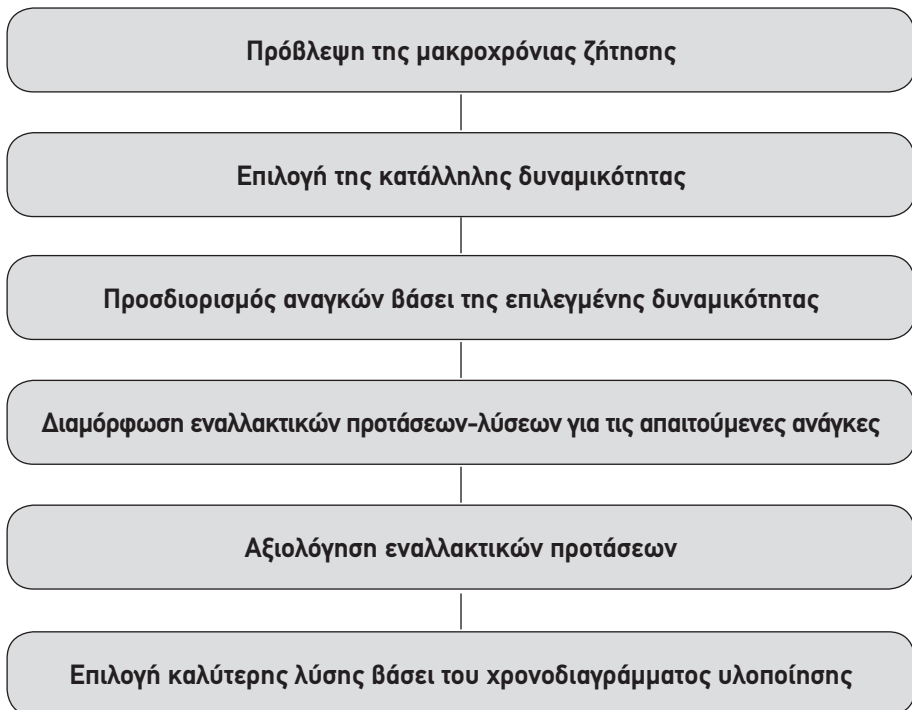 Πρόβλεψη της μακροχρόνιας ζήτησης
Επιλογή της κατάλληλης δυναμικότητας
Προσδιορισμός αναγκών βάσει της επιλεγμένης δυναμικότητας
Διαμόρφωση εναλλακτικών προτάσεων-λύσεων για τις απαιτούμενες ανάγκες
Αξιολόγηση εναλλακτικών προτάσεων
Επιλογή καλύτερης λύσης βάσει του χρονοδιαγράμματος υλοποίησης